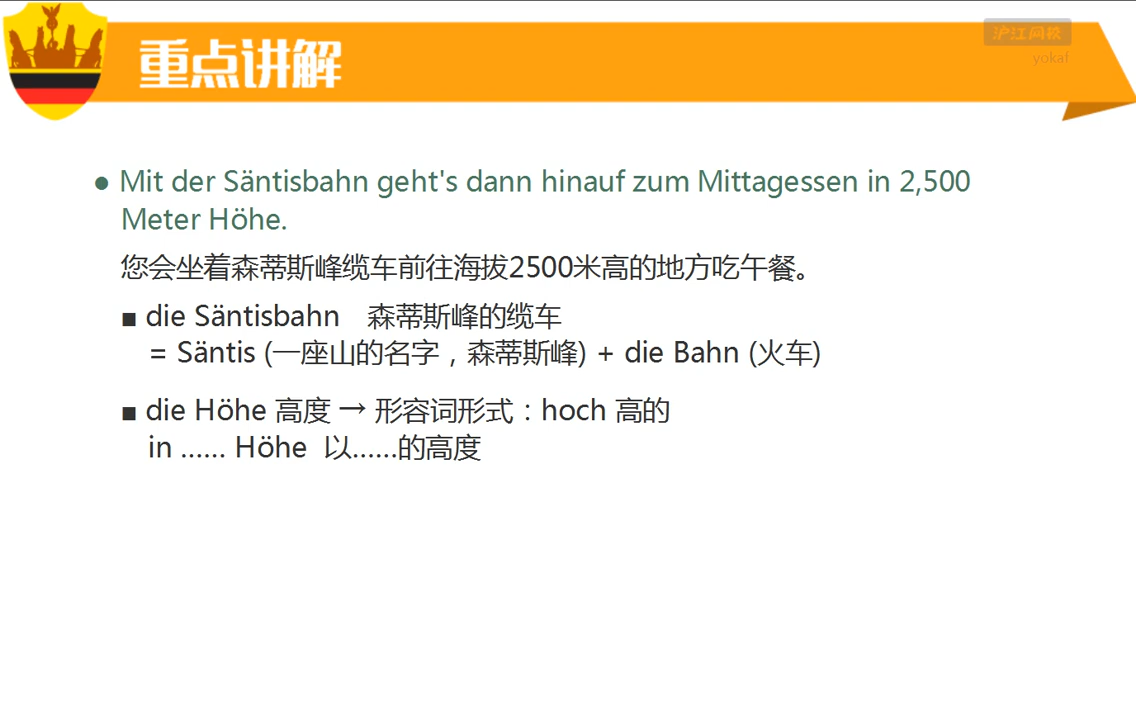 沪江网校
yokaf
重点讲解
● Mit der Säntisbahn geht's dann hinauf zum Mittagessen in 2,500
Meter Höhe.
您会坐着森蒂斯峰缆车前往海拔2500米高的地方吃午餐。
■ die Säntisbahn 森蒂斯峰的缆车
= Säntis (一座山的名字，森蒂斯峰) + die Bahn (火车)
■ die Höhe 高度 → 形容词形式：hoch 高的
in ...... Höhe 以......的高度